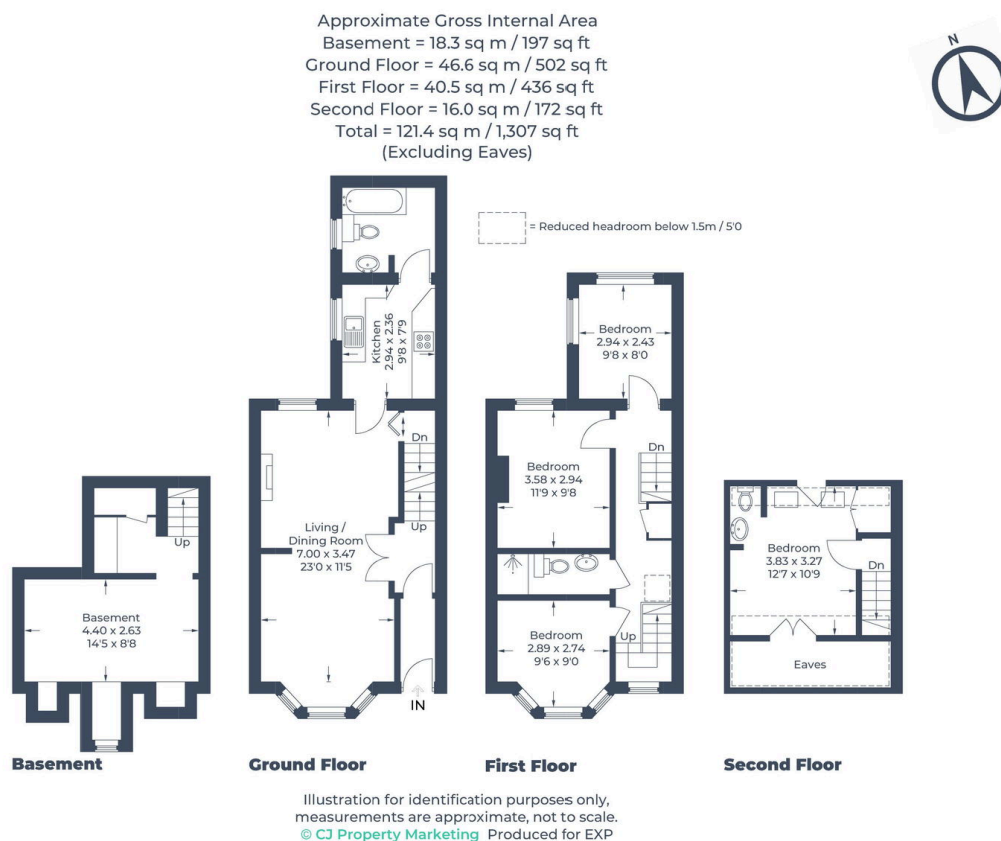 Approximate Gross Internal Area
Basement = 18.3 sq m / 197 sq ft
Ground Floor = 46.6 sq m / 502 sq ft
First Floor = 40.5 sq m / 436 sq ft
Second Floor = 16.0 sq m / 172 sq ft
Total = 121.4 sq m / 1,307 sq ft
(Excluding Eaves)
N
= Reduced headroom below 1.5m / 5'0
Up
Basement
4.40 x 2.63
14'5 x 8'8
Basement
Kitchen
2.94 x 2.36
9'8 x 7'9
Dn
Up
Living /
Dining Room
7.00 x 3.47
23'0 x 11'5
IN
Ground Floor
Bedroom
2.94 x 2.43
9'8 x 8'0
Dn
Bedroom
3.58 x 2.94
11'9 x 9'8
Bedroom
2.89 x 2.74
9'6 x 9'0
Up
First Floor
Bedroom
3.83 x 3.27
12'7 x 10'9
Dn
Eaves
Second Floor
Illustration for identification purposes only,
measurements are approximate, not to scale.
© CJ Property Marketing Produced for EXP